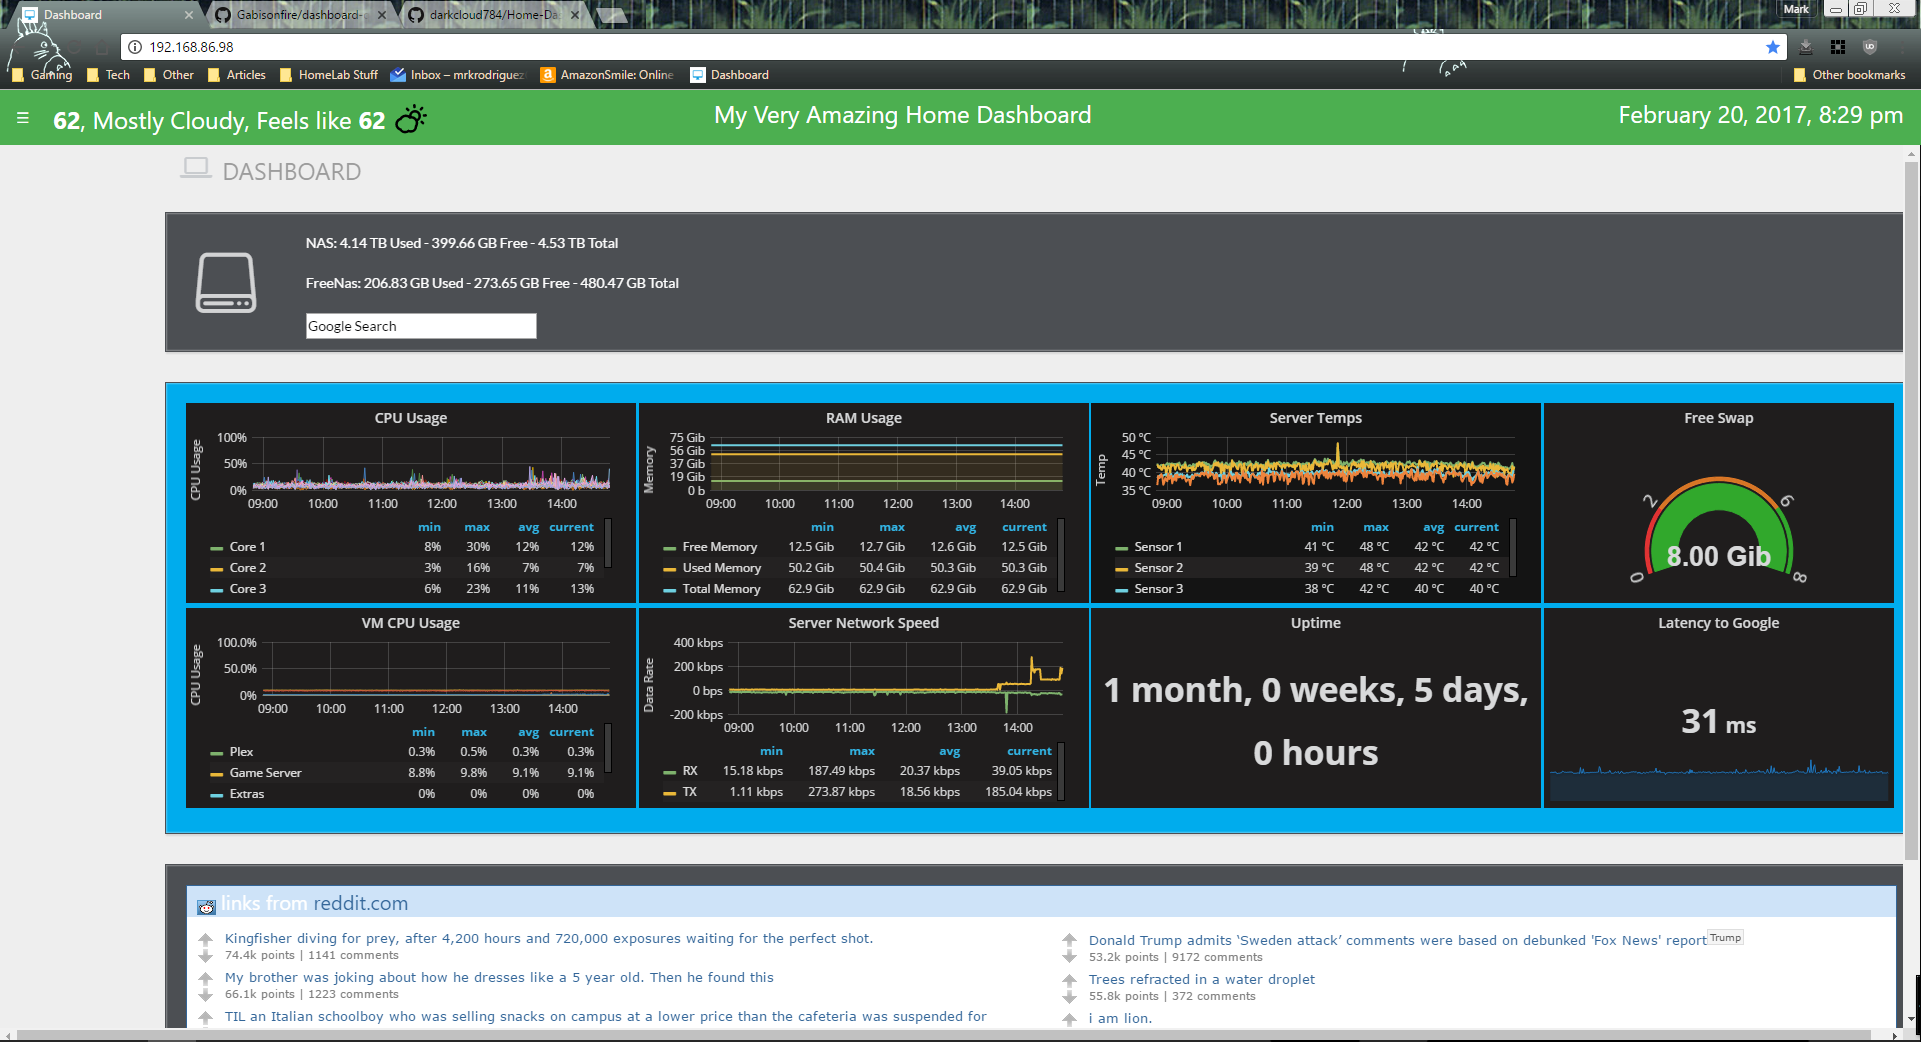 Dashboard
Gabisonfire/dashboard-
darkcloud784/Home-Da
Mark
192.168.86.98
Gaming
Tech
Other
Articles
HomeLab Stuff
Inbox – mrkrodriguez
AmazonSmile: Online
Dashboard
Other bookmarks
62, Mostly Cloudy, Feels like 62
My Very Amazing Home Dashboard
February 20, 2017, 8:29 pm
DASHBOARD
NAS: 4.14 TB Used - 399.66 GB Free - 4.53 TB Total
FreeNas: 206.83 GB Used - 273.65 GB Free - 480.47 GB Total
Google Search
CPU Usage
CPU Usage
100%
50%
0%
09:00 10:00 11:00 12:00 13:00 14:00
min max avg current
Core 1 8% 30% 12% 12%
Core 2 3% 16% 7% 7%
Core 3 6% 23% 11% 13%
RAM Usage
Memory
75 Gib
56 Gib
37 Gib
19 Gib
0 b
09:00 10:00 11:00 12:00 13:00 14:00
min max avg current
Free Memory 12.5 Gib 12.7 Gib 12.6 Gib 12.5 Gib
Used Memory 50.2 Gib 50.4 Gib 50.3 Gib 50.3 Gib
Total Memory 62.9 Gib 62.9 Gib 62.9 Gib 62.9 Gib
Server Temps
Temp
50 °C
45 °C
40 °C
35 °C
09:00 10:00 11:00 12:00 13:00 14:00
min max avg current
Sensor 1 41 °C 48 °C 42 °C 42 °C
Sensor 2 39 °C 48 °C 42 °C 42 °C
Sensor 3 38 °C 42 °C 40 °C 40 °C
Free Swap
0 2 6 8
8.00 Gib
VM CPU Usage
CPU Usage
100.0%
50.0%
0%
09:00 10:00 11:00 12:00 13:00 14:00
min max avg current
Plex 0.3% 0.5% 0.3% 0.3%
Game Server 8.8% 9.8% 9.1% 9.1%
Extras 0% 0% 0% 0%
Server Network Speed
Data Rate
400 kbps
200 kbps
0 bps
-200 kbps
09:00 10:00 11:00 12:00 13:00 14:00
min max avg current
RX 15.18 kbps 187.49 kbps 20.37 kbps 39.05 kbps
TX 1.11 kbps 273.87 kbps 18.56 kbps 185.04 kbps
Uptime
1 month, 0 weeks, 5 days,
0 hours
Latency to Google
31 ms
links from reddit.com
Kingfisher diving for prey, after 4,200 hours and 720,000 exposures waiting for the perfect shot.
74.4k points | 1141 comments
My brother was joking about how he dresses like a 5 year old. Then he found this
66.1k points | 1223 comments
TIL an Italian schoolboy who was selling snacks on campus at a lower price than the cafeteria was suspended for
Donald Trump admits 'Sweden attack' comments were based on debunked 'Fox News' report Trump
53.2k points | 9172 comments
Trees refracted in a water droplet
55.8k points | 372 comments
i am lion.